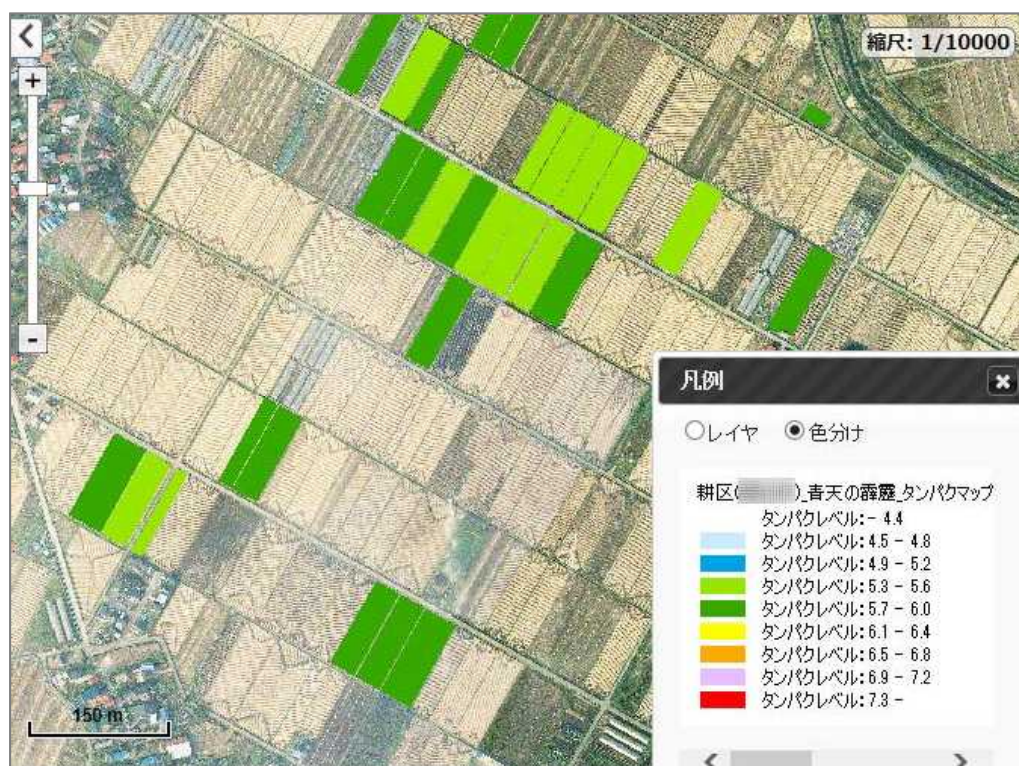 縮尺: 1/10000
+
-
凡例
レイヤ 色分け
耕区( )_青天の霹靂_タンパクマップ
タンパクレベル:- 4.4
タンパクレベル:4.5 - 4.8
タンパクレベル:4.9 - 5.2
タンパクレベル:5.3 - 5.6
タンパクレベル:5.7 - 6.0
タンパクレベル:6.1 - 6.4
タンパクレベル:6.5 - 6.8
タンパクレベル:6.9 - 7.2
タンパクレベル:7.3 -
150 m